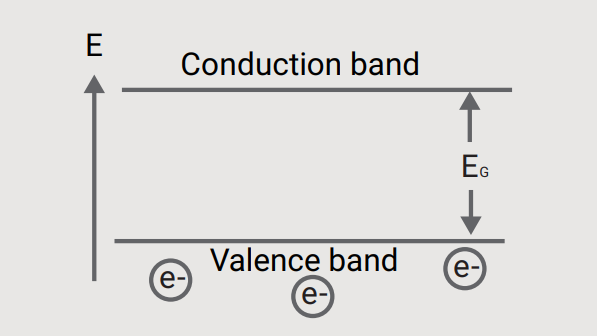 E
Conduction band
EG
Valence band
e-
e-
e-